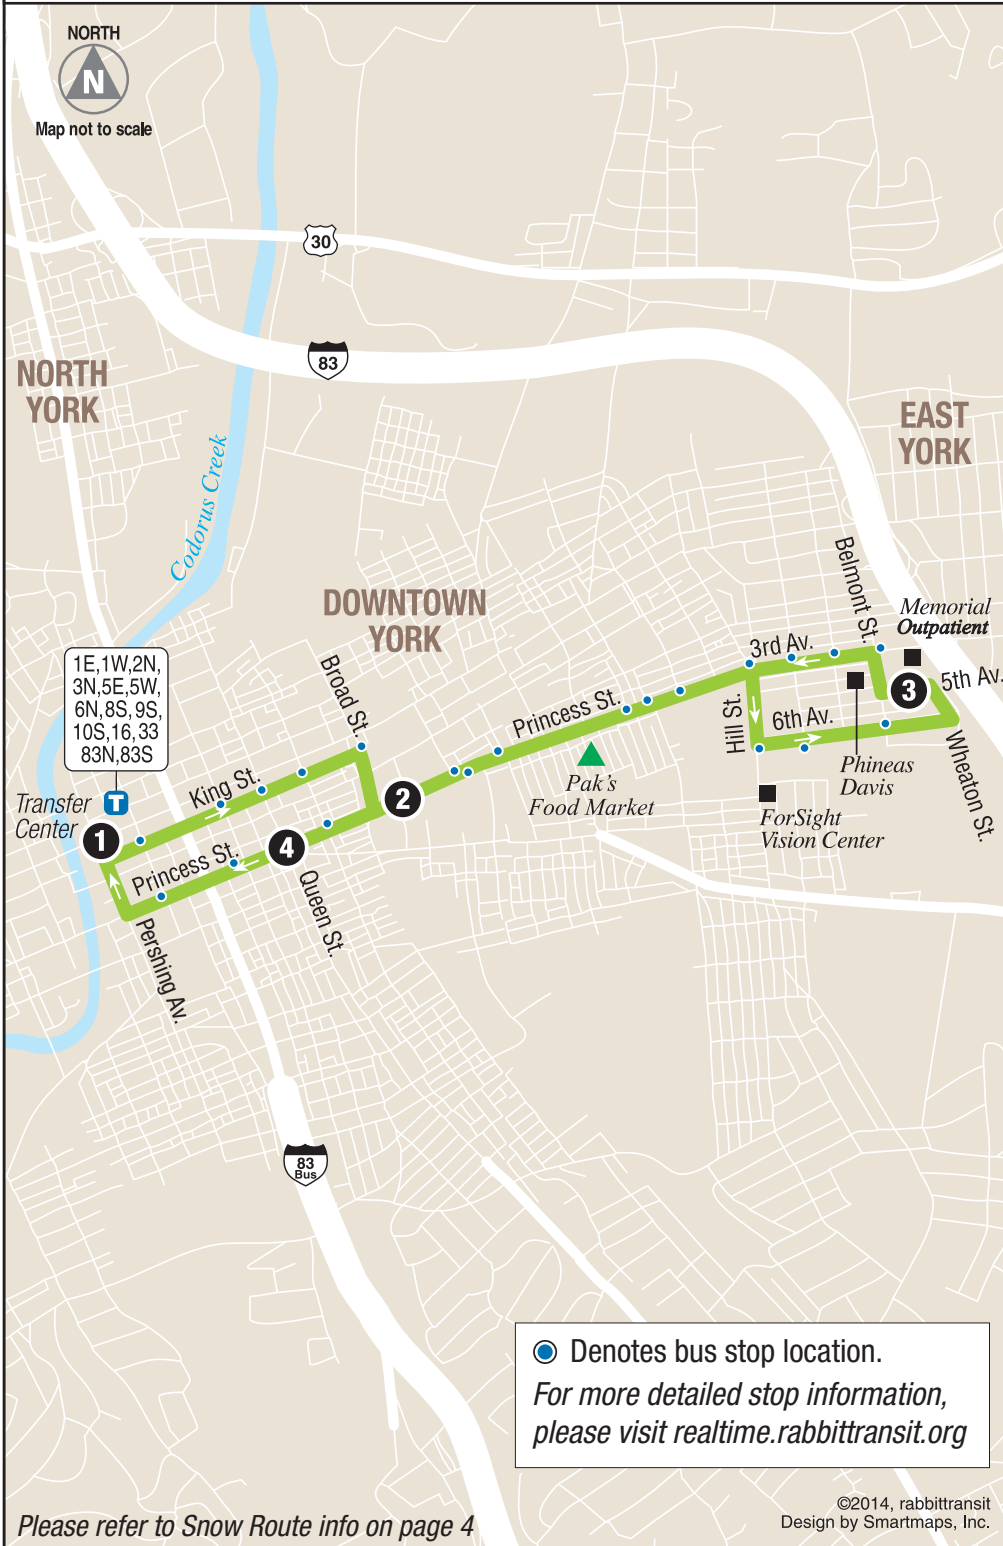 NORTH
N
Map not to scale
30
83
NORTH
YORK
EAST
YORK
Codorus Creek
DOWNTOWN
YORK
Belmont St.
Memorial
Outpatient
1E,1W,2N,
3N,5E,5W,
6N,8S,9S,
10S,16,33
83N,83S
Broad St.
3rd Av.
5th Av.
3
Princess St.
Hill St.
6th Av.
King St.
Pak's
Food Market
Phineas
Davis
Wheaton St.
Transfer
Center
T
1
2
4
ForSight
Vision Center
Princess St.
Queen St.
Pershing Av.
83
Bus
Denotes bus stop location.
For more detailed stop information,
please visit realtime.rabbittransit.org
©2014, rabbittransit
Design by Smartmaps, Inc.
Please refer to Snow Route info on page 4